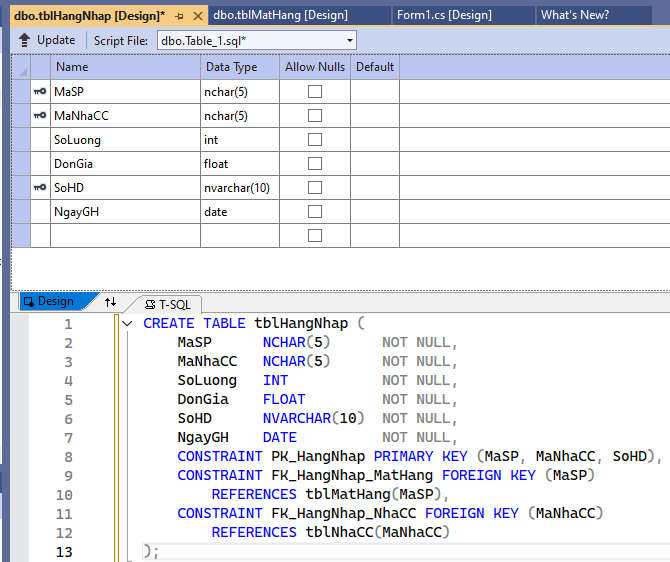 dbo.tblHangNhap [Design]* dbo.tblMatHang [Design] Form1.cs [Design] What's New?
Update Script File: dbo.Table_1.sql*
Name Data Type Allow Nulls Default
MaSP nchar(5)
MaNhaCC nchar(5)
SoLuong int
DonGia float
SoHD nvarchar(10)
NgayGH date
Design T-SQL
1 CREATE TABLE tblHangNhap (
2 MaSP NCHAR(5) NOT NULL,
3 MaNhaCC NCHAR(5) NOT NULL,
4 SoLuong INT NOT NULL,
5 DonGia FLOAT NOT NULL,
6 SoHD NVARCHAR(10) NOT NULL,
7 NgayGH DATE NOT NULL,
8 CONSTRAINT PK_HangNhap PRIMARY KEY (MaSP, MaNhaCC, SoHD),
9 CONSTRAINT FK_HangNhap_MatHang FOREIGN KEY (MaSP)
10 REFERENCES tblMatHang(MaSP),
11 CONSTRAINT FK_HangNhap_NhaCC FOREIGN KEY (MaNhaCC)
12 REFERENCES tblNhaCC(MaNhaCC)
13 );